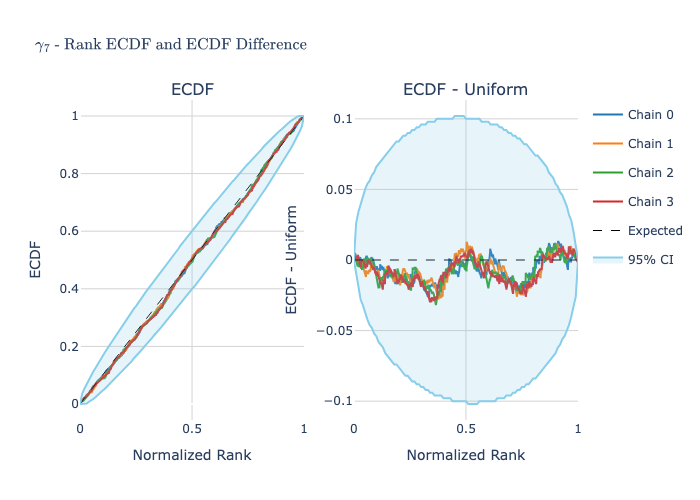 γ₇ - Rank ECDF and ECDF Difference
ECDF
ECDF - Uniform
1
0.8
0.6
0.4
0.2
0
0
0.5
1
Normalized Rank
ECDF
0.1
0.05
0
−0.05
−0.1
0
0.5
1
Normalized Rank
ECDF - Uniform
Chain 0
Chain 1
Chain 2
Chain 3
Expected
95% CI